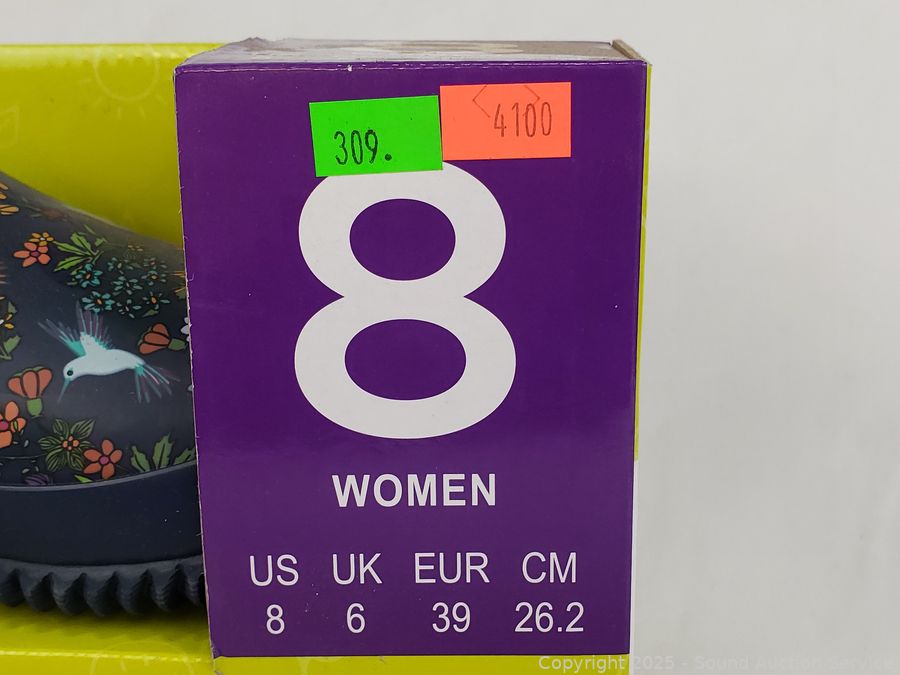 309.
4100
8
WOMEN
US UK EUR CM
8 6 39 26.2
Copyright 2025 - Sound Auction Service